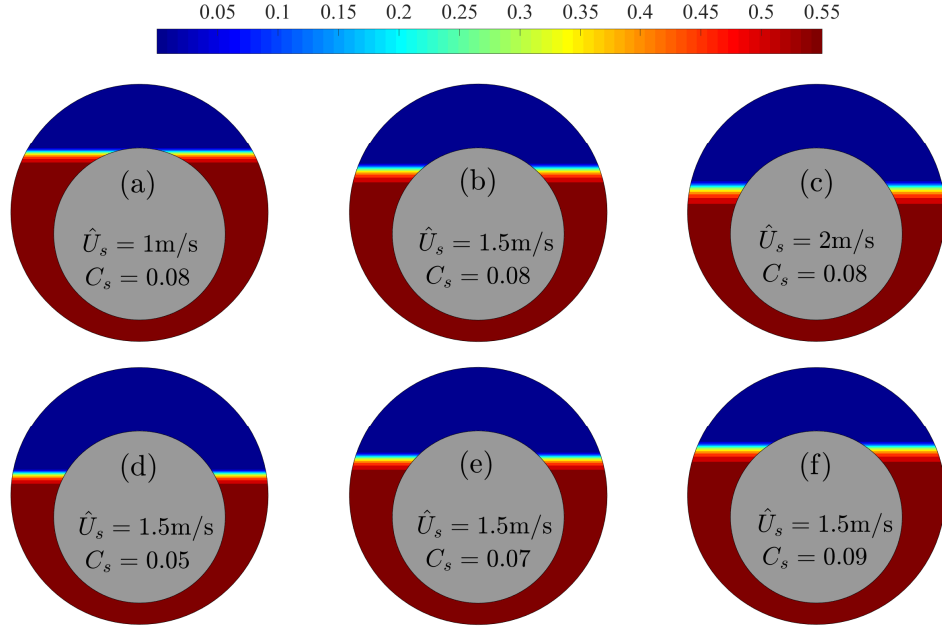 0.05 0.1 0.15 0.2 0.25 0.3 0.35 0.4 0.45 0.5 0.55
(a)
Û_s = 1m/s
C_s = 0.08
(b)
Û_s = 1.5m/s
C_s = 0.08
(c)
Û_s = 2m/s
C_s = 0.08
(d)
Û_s = 1.5m/s
C_s = 0.05
(e)
Û_s = 1.5m/s
C_s = 0.07
(f)
Û_s = 1.5m/s
C_s = 0.09